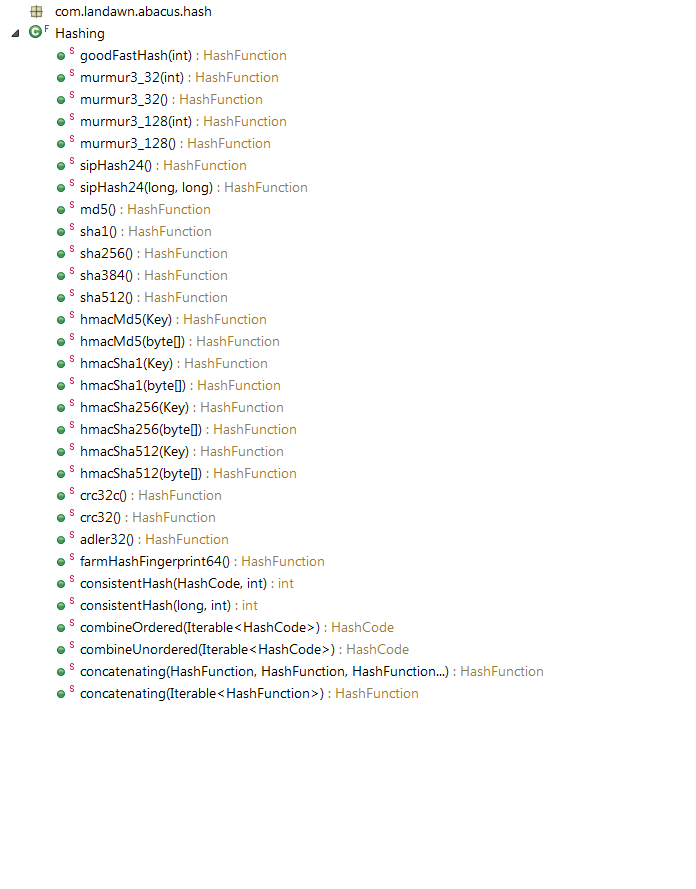 com.landawn.abacus.hash
C F Hashing
S goodFastHash(int) : HashFunction
S murmur3_32(int) : HashFunction
S murmur3_32() : HashFunction
S murmur3_128(int) : HashFunction
S murmur3_128() : HashFunction
S sipHash24() : HashFunction
S sipHash24(long, long) : HashFunction
S md5() : HashFunction
S sha1() : HashFunction
S sha256() : HashFunction
S sha384() : HashFunction
S sha512() : HashFunction
S hmacMd5(Key) : HashFunction
S hmacMd5(byte[]) : HashFunction
S hmacSha1(Key) : HashFunction
S hmacSha1(byte[]) : HashFunction
S hmacSha256(Key) : HashFunction
S hmacSha256(byte[]) : HashFunction
S hmacSha512(Key) : HashFunction
S hmacSha512(byte[]) : HashFunction
S crc32c() : HashFunction
S crc32() : HashFunction
S adler32() : HashFunction
S farmHashFingerprint64() : HashFunction
S consistentHash(HashCode, int) : int
S consistentHash(long, int) : int
S combineOrdered(Iterable<HashCode>) : HashCode
S combineUnordered(Iterable<HashCode>) : HashCode
S concatenating(HashFunction, HashFunction, HashFunction...) : HashFunction
S concatenating(Iterable<HashFunction>) : HashFunction